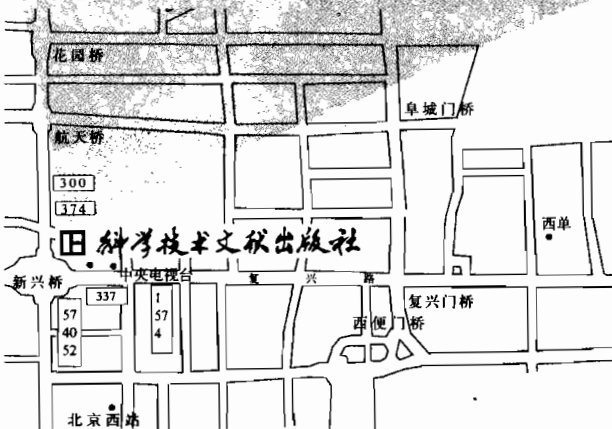 花园桥
阜城门桥
航天桥
300
374
西单
科学技术文献出版社
中央电视台
新兴桥
复兴路
337
1
57
4
57
40
52
复兴门桥
西便门桥
北京西站